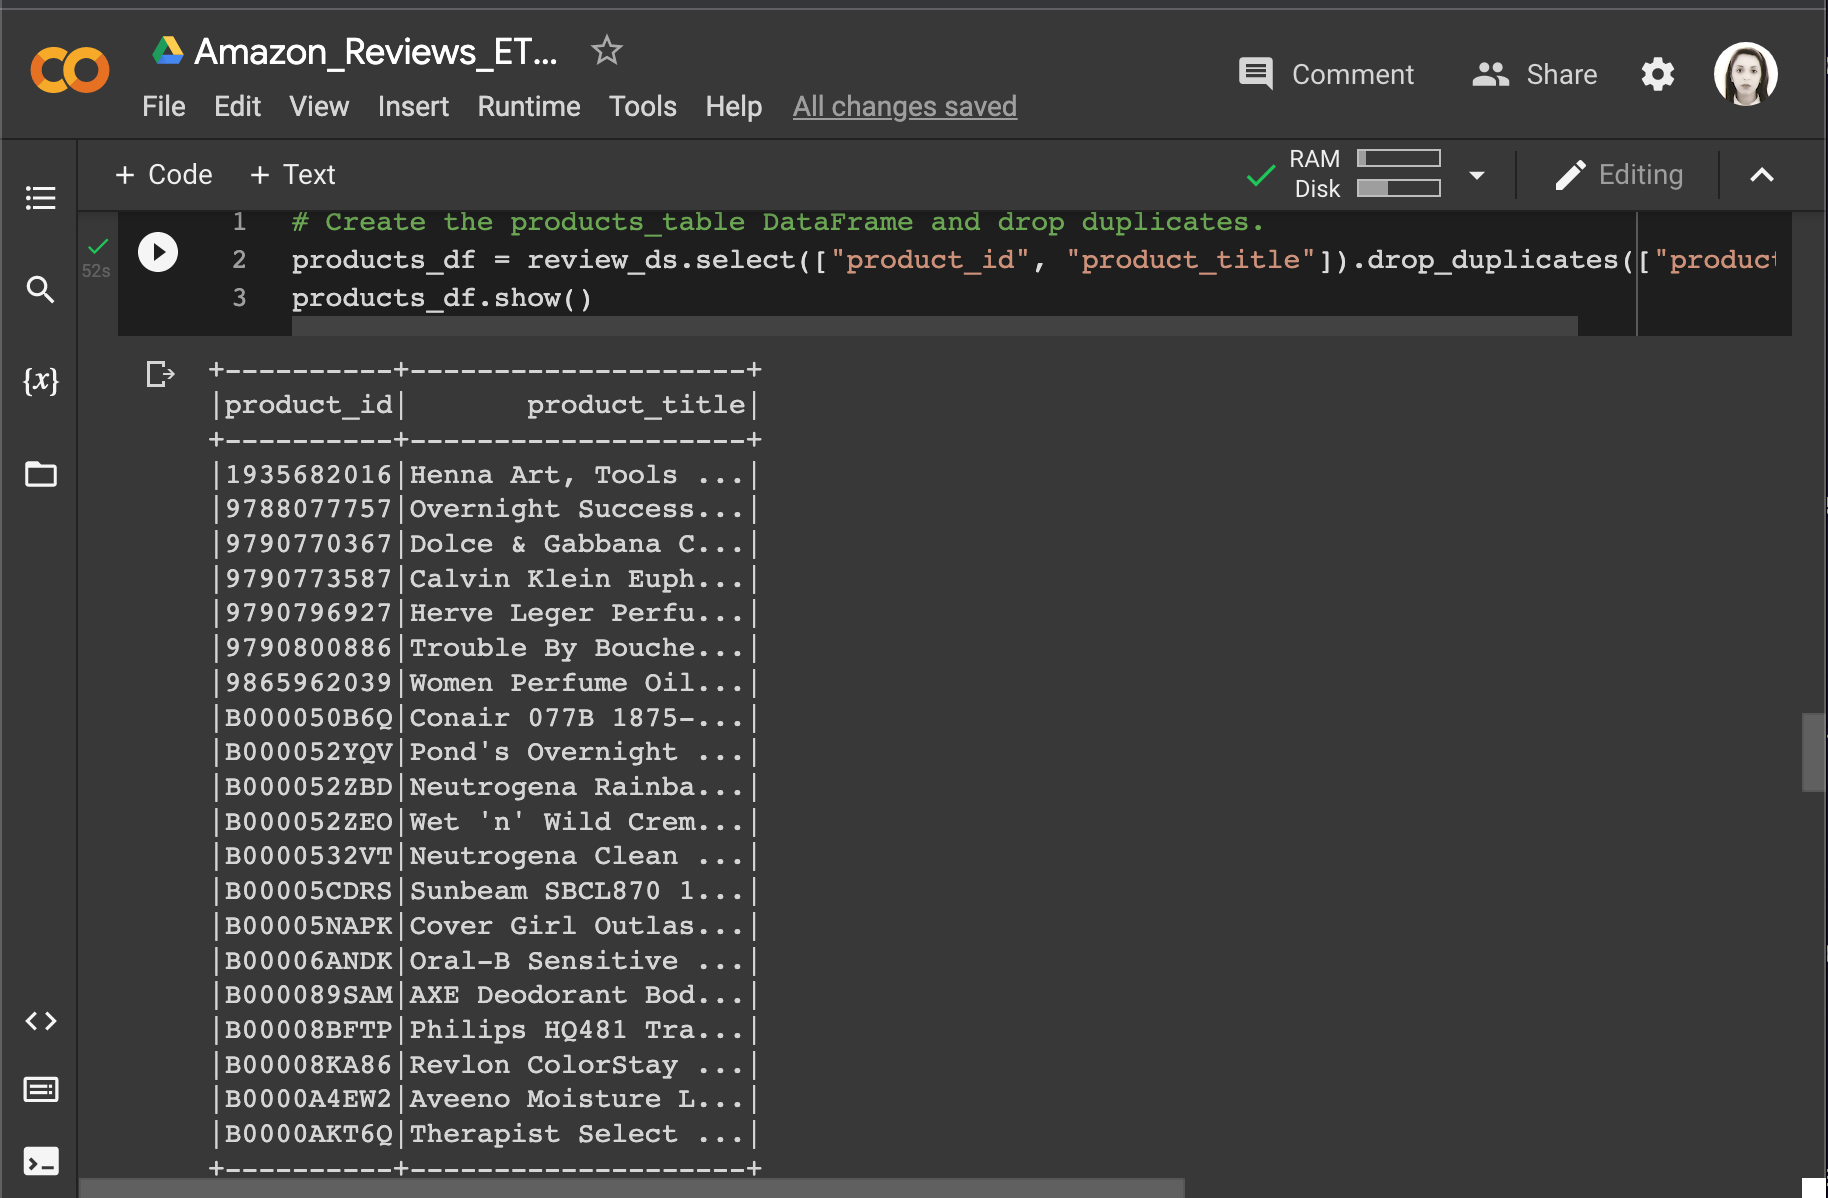 Amazon_Reviews_ET...
Comment Share
File Edit View Insert Runtime Tools Help All changes saved
+ Code + Text
RAM
Disk
Editing
52s
1 # Create the products_table DataFrame and drop duplicates.
2 products_df = review_ds.select(["product_id", "product_title"]).drop_duplicates(["product
3 products_df.show()
{x}
+----------+--------------------+
|product_id|       product_title|
+----------+--------------------+
|1935682016|Henna Art, Tools ...|
|9788077757|Overnight Success...|
|9790770367|Dolce & Gabbana C...|
|9790773587|Calvin Klein Euph...|
|9790796927|Herve Leger Perfu...|
|9790800886|Trouble By Bouche...|
|9865962039|Women Perfume Oil...|
|B000050B6Q|Conair 077B 1875-...|
|B000052YQV|Pond's Overnight ...|
|B000052ZBD|Neutrogena Rainba...|
|B000052ZEO|Wet 'n' Wild Crem...|
|B0000532VT|Neutrogena Clean ...|
|B00005CDRS|Sunbeam SBCL870 1...|
|B00005NAPK|Cover Girl Outlas...|
|B00006ANDK|Oral-B Sensitive ...|
|B000089SAM|AXE Deodorant Bod...|
|B00008BFTP|Philips HQ481 Tra...|
|B00008KA86|Revlon ColorStay ...|
|B0000A4EW2|Aveeno Moisture L...|
|B0000AKT6Q|Therapist Select ...|
+----------+--------------------+